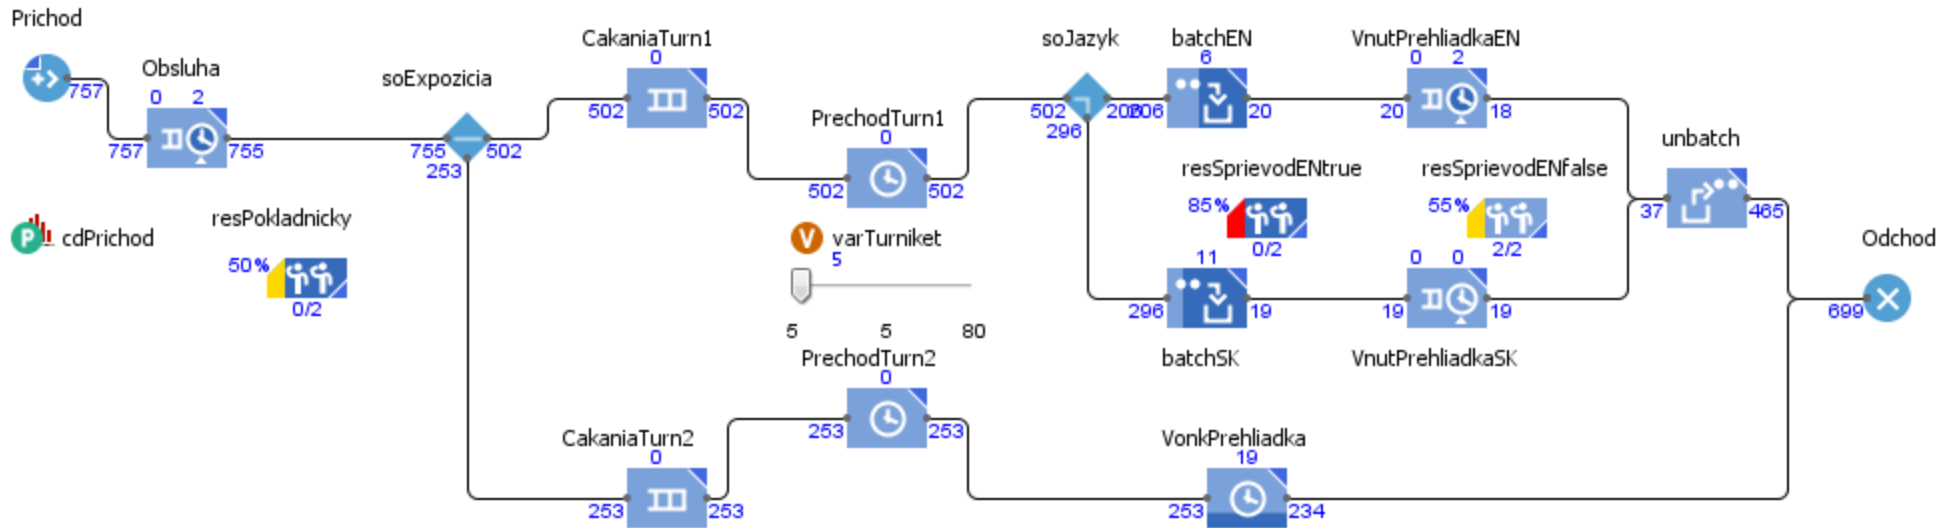 Prichod
757
Obsluha
0 2
757 755
soExpozicia
755 502
253
CakaniaTurn1
0
502 502
PrechodTurn1
0
502 502
soJazyk
502
296
batchEN
6
206 20
VnutPrehliadkaEN
0 2
20 18
resSprievodENtrue
85%
0/2
resSprievodENfalse
55%
2/2
unbatch
37 465
Odchod
699
P
cdPrichod
resPokladnicky
50%
0/2
V
varTurniket
5
5 5 80
11
296 19
batchSK
0 0
19 19
VnutPrehliadkaSK
PrechodTurn2
0
253 253
CakaniaTurn2
0
253 253
VonkPrehliadka
19
253 234